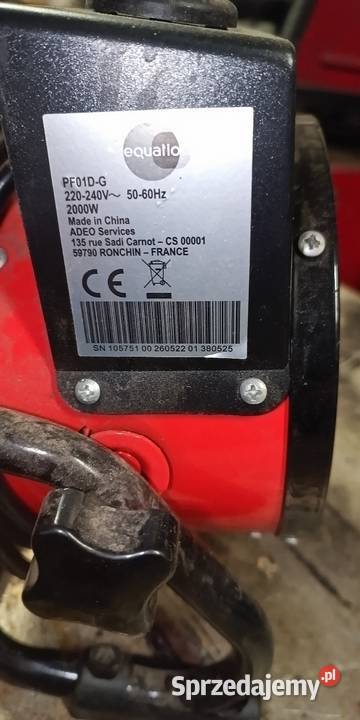 equatio
PF01D-G
220-240V~ 50-60Hz
2000W
Made in China
ADEO Services
135 rue Sadi Carnot – CS 00001
59790 RONCHIN – FRANCE
CE
SN 105751 00 260522 01 380525
Sprzedajemy.pl